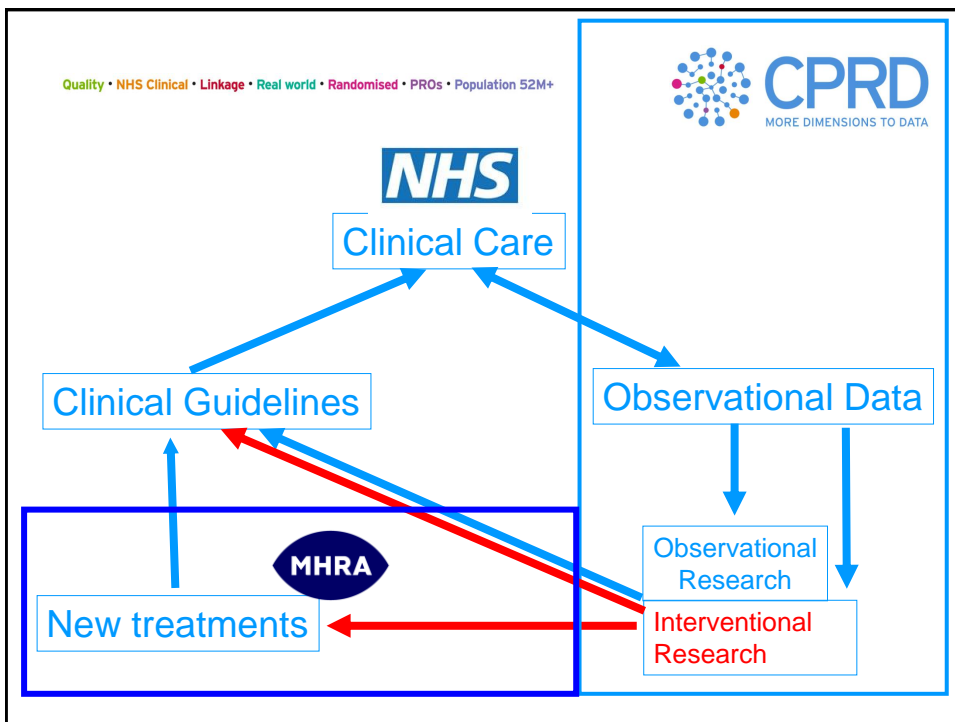 Quality • NHS Clinical • Linkage • Real world • Randomised • PROs • Population 52M+
CPRD
MORE DIMENSIONS TO DATA
NHS
Clinical Care
Clinical Guidelines
Observational Data
Observational
Research
MHRA
New treatments
Interventional
Research